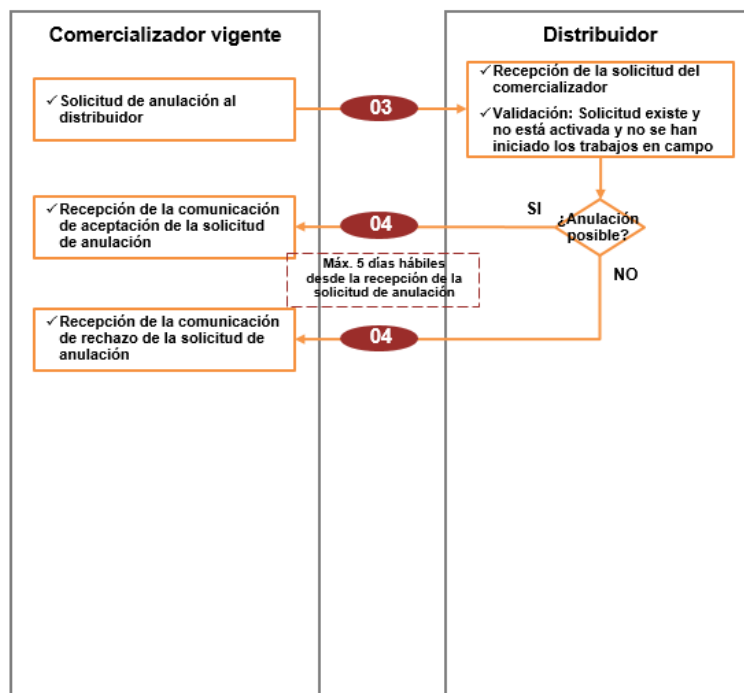 Comercializador vigente
Distribuidor
✓ Solicitud de anulación al
distribuidor
03
✓ Recepción de la solicitud del
comercializador
✓ Validación: Solicitud existe y
no está activada y no se han
iniciado los trabajos en campo
✓ Recepción de la comunicación
de aceptación de la solicitud
de anulación
04
SI
¿Anulación
posible?
Máx. 5 días hábiles
desde la recepción de la
solicitud de anulación
NO
✓ Recepción de la comunicación
de rechazo de la solicitud de
anulación
04